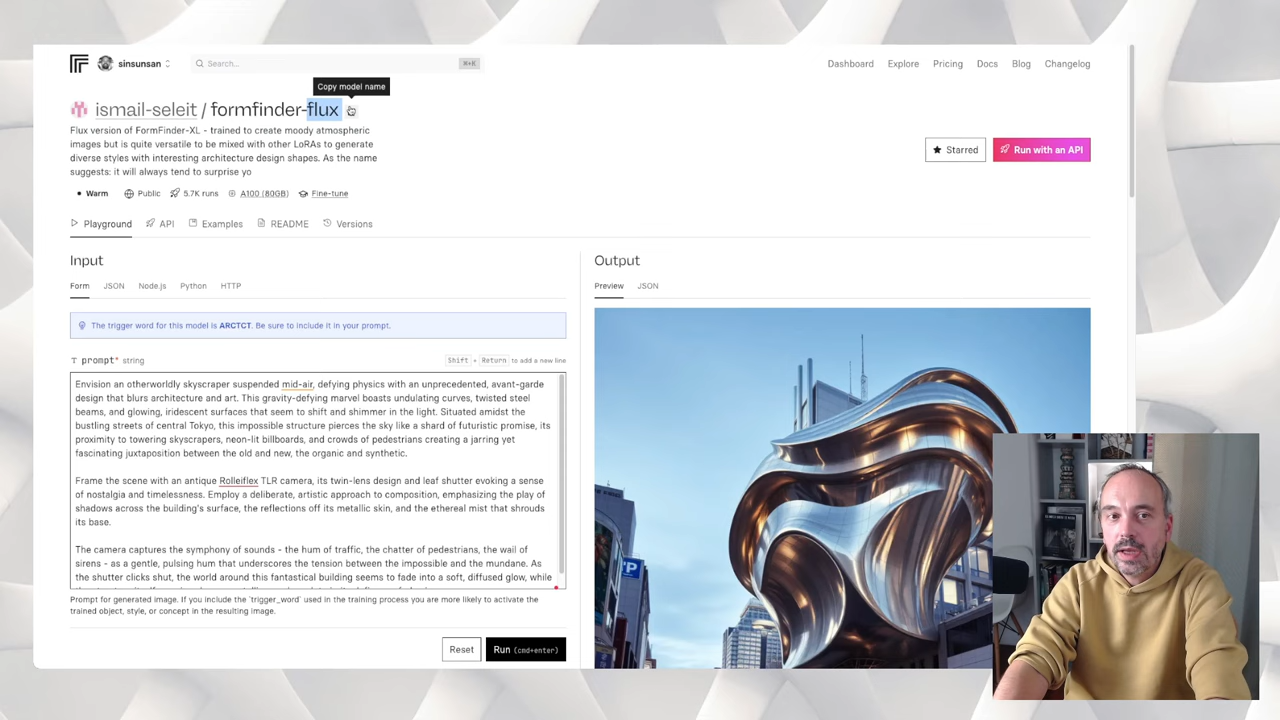 sinsunsan
Search...
⌘+K
Dashboard Explore Pricing Docs Blog Changelog
Copy model name
ismail-seleit / formfinder-flux
Flux version of FormFinder-XL - trained to create moody atmospheric
images but is quite versatile to be mixed with other LoRAs to generate
diverse styles with interesting architecture design shapes. As the name
suggests: it will always tend to surprise yo
Starred
Run with an API
Warm Public 5.7K runs A100 (80GB) Fine-tune
Playground API Examples README Versions
Input
Form JSON Node.js Python HTTP
The trigger word for this model is ARCTCT. Be sure to include it in your prompt.
T prompt* string
Shift + Return to add a new line
Envision an otherworldly skyscraper suspended mid-air, defying physics with an unprecedented, avant-garde
design that blurs architecture and art. This gravity-defying marvel boasts undulating curves, twisted steel
beams, and glowing, iridescent surfaces that seem to shift and shimmer in the light. Situated amidst the
bustling streets of central Tokyo, this impossible structure pierces the sky like a shard of futuristic promise, its
proximity to towering skyscrapers, neon-lit billboards, and crowds of pedestrians creating a jarring yet
fascinating juxtaposition between the old and new, the organic and synthetic.
Frame the scene with an antique Rolleiflex TLR camera, its twin-lens design and leaf shutter evoking a sense
of nostalgia and timelessness. Employ a deliberate, artistic approach to composition, emphasizing the play of
shadows across the building's surface, the reflections off its metallic skin, and the ethereal mist that shrouds
its base.
The camera captures the symphony of sounds - the hum of traffic, the chatter of pedestrians, the wail of
sirens - as a gentle, pulsing hum that underscores the tension between the impossible and the mundane. As
the shutter clicks shut, the world around this fantastical building seems to fade into a soft, diffused glow, while
Prompt for generated image. If you include the `trigger_word` used in the training process you are more likely to activate the
trained object, style, or concept in the resulting image.
Reset
Run (cmd+enter)
Output
Preview JSON